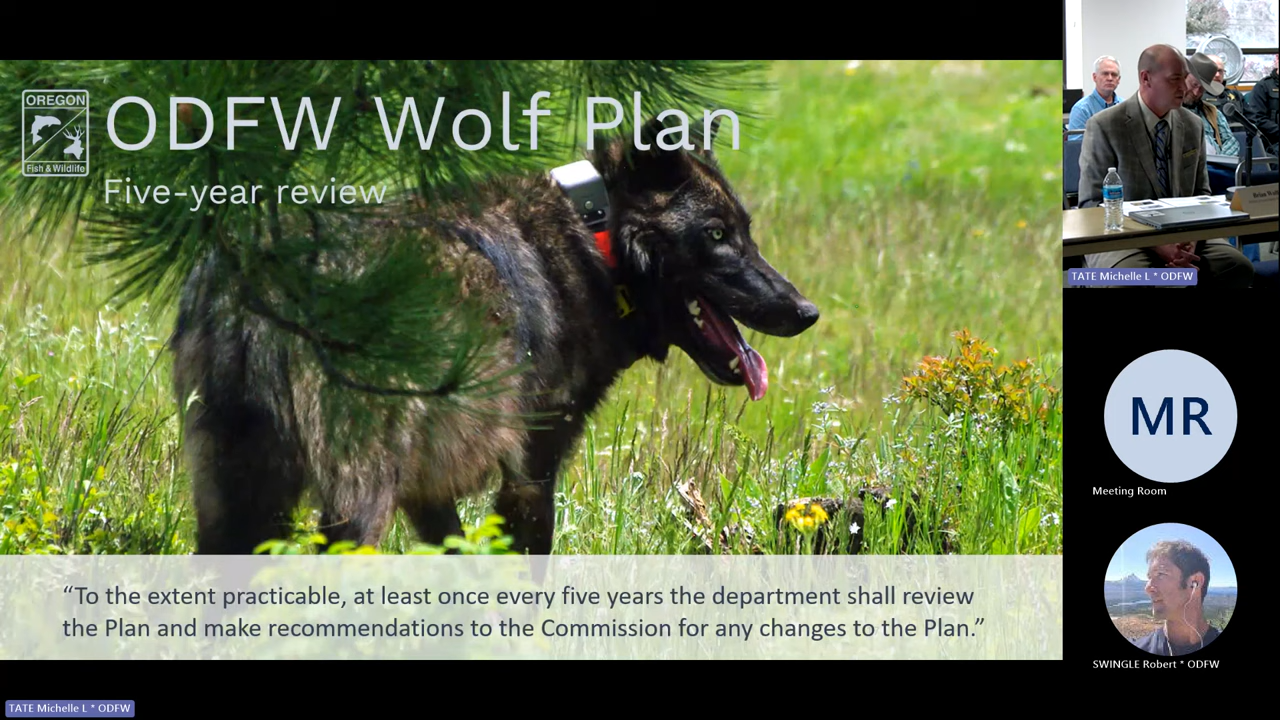 OREGON
Fish & Wildlife
ODFW Wolf Plan
Five-year review
“To the extent practicable, at least once every five years the department shall review
the Plan and make recommendations to the Commission for any changes to the Plan.”
TATE Michelle L * ODFW
TATE Michelle L * ODFW
MR
Meeting Room
SWINGLE Robert * ODFW